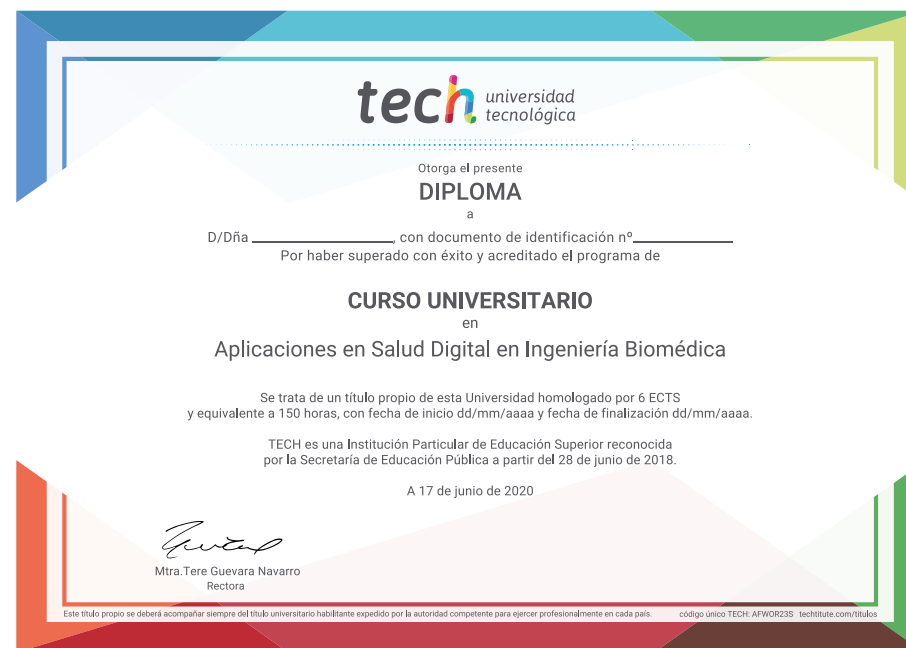 tech universidad
tecnológica
Otorga el presente
DIPLOMA
a
D/Dña ____________________, con documento de identificación nº______________
Por haber superado con éxito y acreditado el programa de
CURSO UNIVERSITARIO
en
Aplicaciones en Salud Digital en Ingeniería Biomédica
Se trata de un título propio de esta Universidad homologado por 6 ECTS
y equivalente a 150 horas, con fecha de inicio dd/mm/aaaa y fecha de finalización dd/mm/aaaa.
TECH es una Institución Particular de Educación Superior reconocida
por la Secretaría de Educación Pública a partir del 28 de junio de 2018.
A 17 de junio de 2020
Mtra.Tere Guevara Navarro
Rectora
Este título propio se deberá acompañar siempre del título universitario habilitante expedido por la autoridad competente para ejercer profesionalmente en cada país. código único TECH: AFWOR23S techtitute.com/titulos